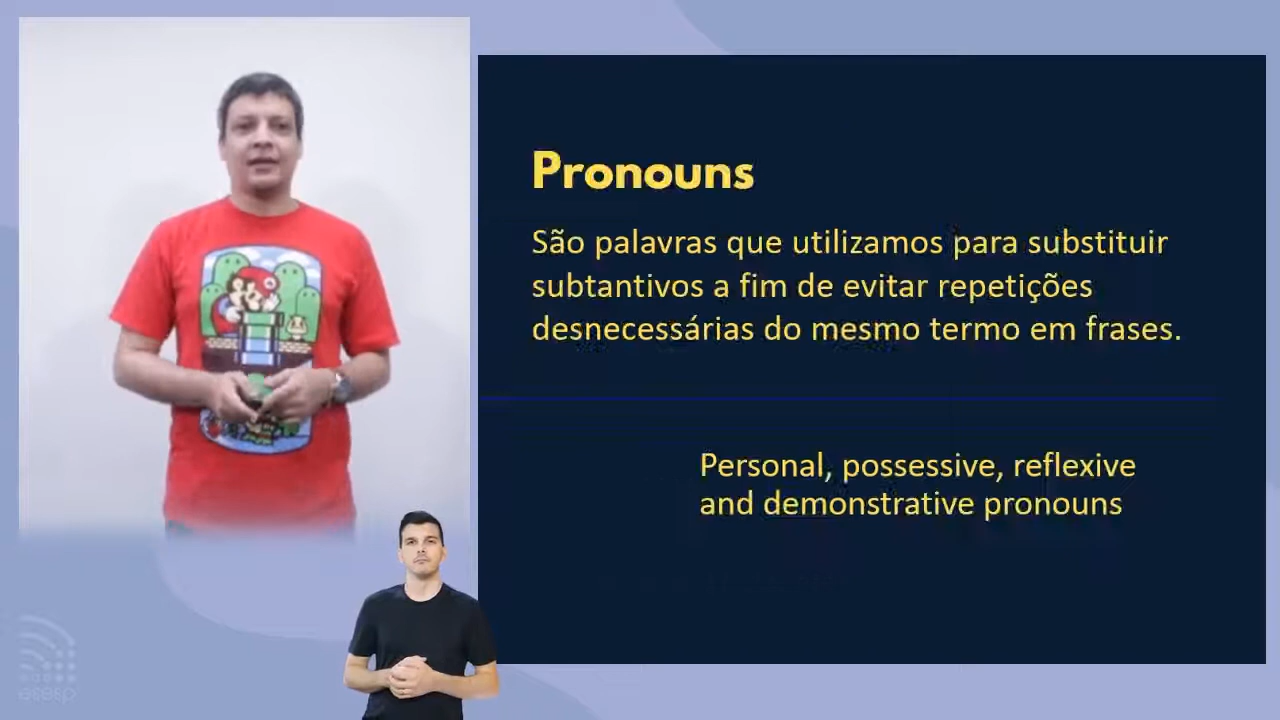 Pronouns
São palavras que utilizamos para substituir
subtantivos a fim de evitar repetições
desnecessárias do mesmo termo em frases.
Personal, possessive, reflexive
and demonstrative pronouns
esesp